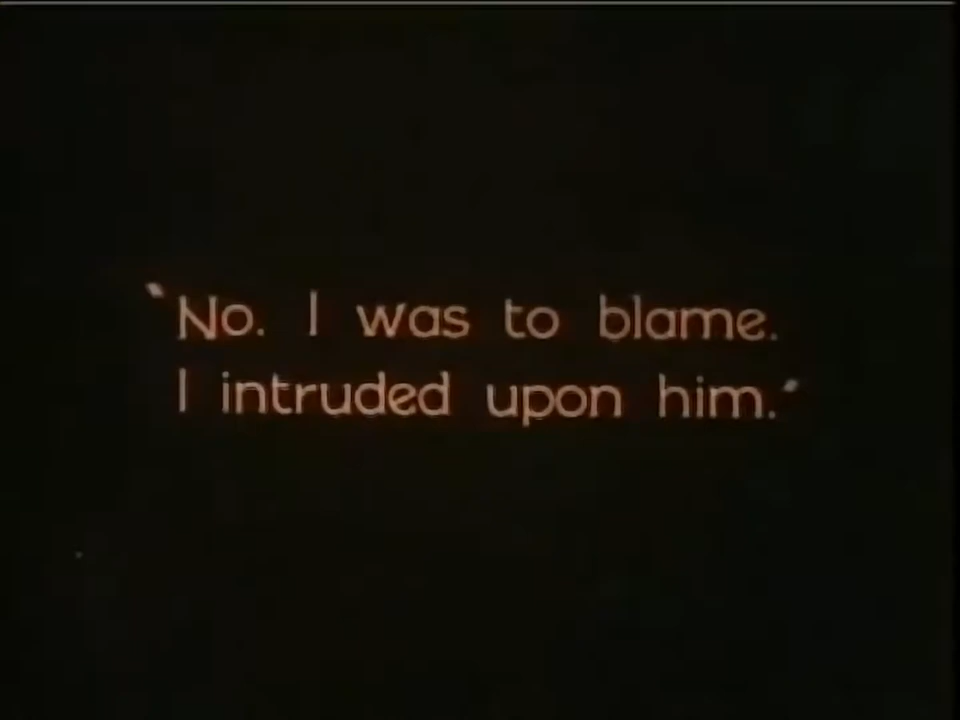 ‵No. I was to blame.
I intruded upon him.′